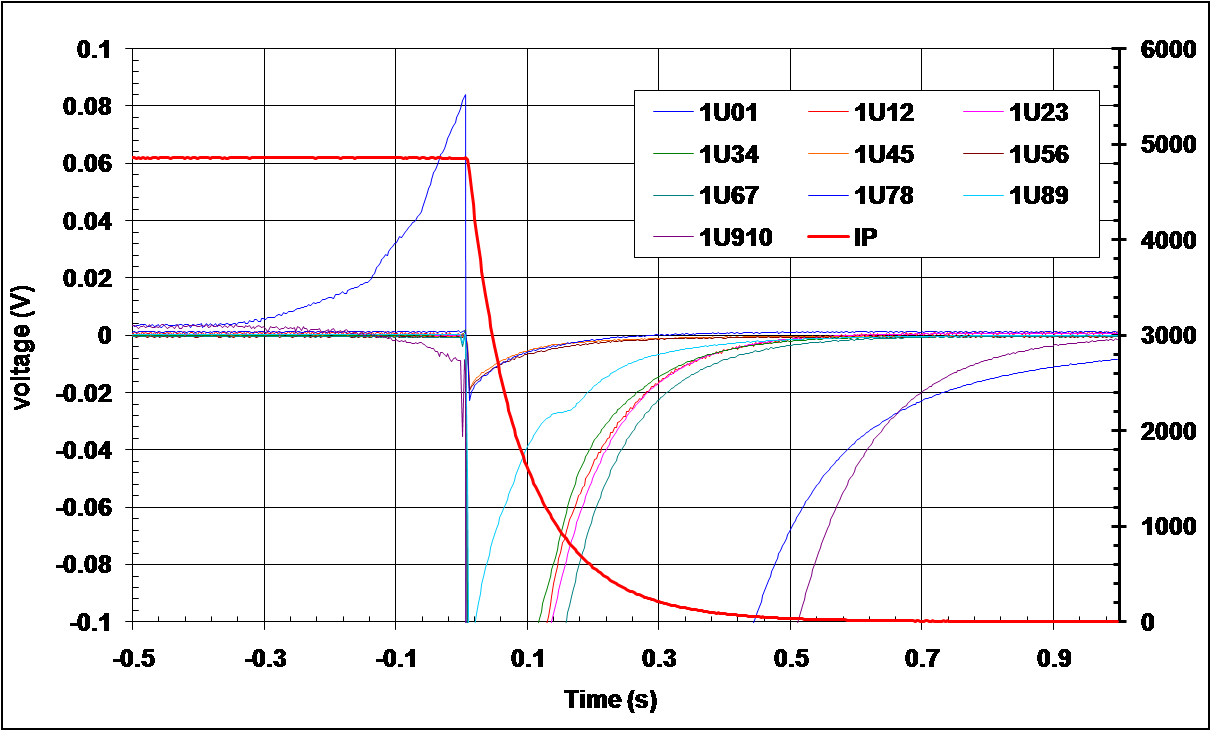 0.1 6000
0.08 5000
1U01 1U12 1U23
0.06 1U34 1U45 1U56
0.04 1U67 1U78 1U89 4000
1U910 IP
0.02
0 3000
-0.02
-0.04 2000
-0.06 1000
-0.08
-0.1 0
-0.5 -0.3 -0.1 0.1 0.3 0.5 0.7 0.9
voltage (V)
Time (s)